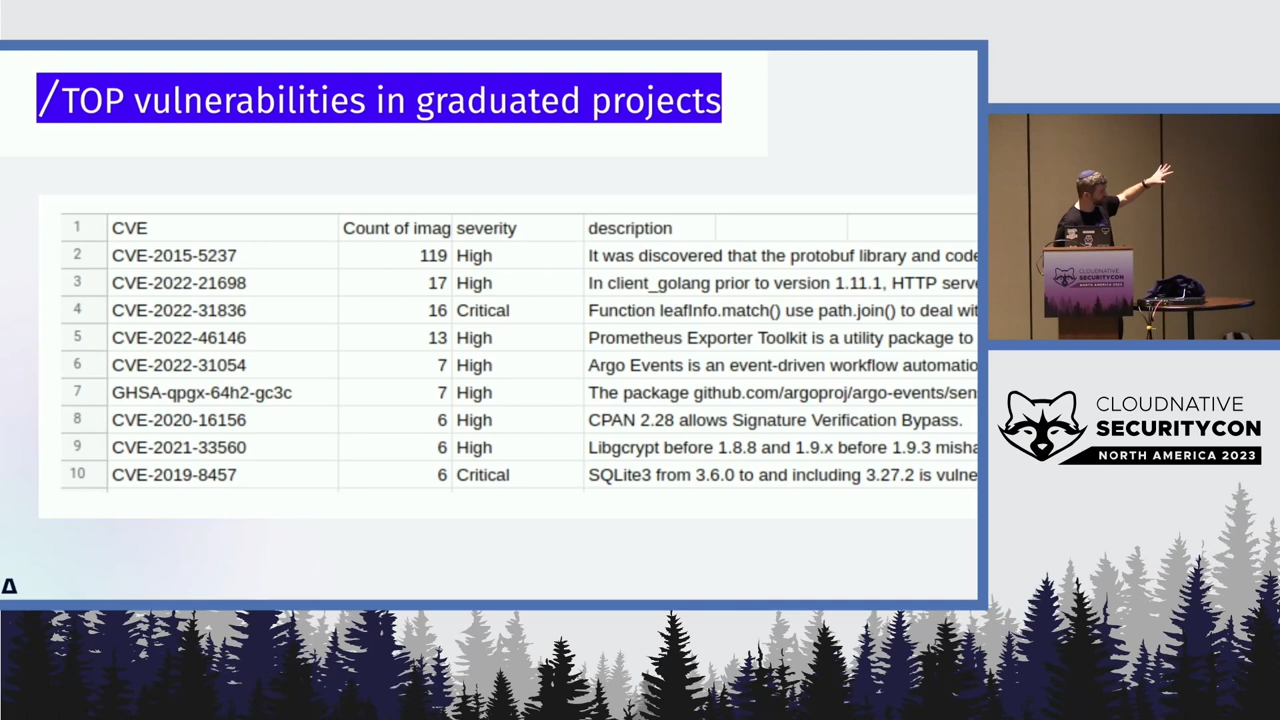 /TOP vulnerabilities in graduated projects
1 CVE Count of imag severity description
2 CVE-2015-5237 119 High It was discovered that the protobuf library and code
3 CVE-2022-21698 17 High In client_golang prior to version 1.11.1, HTTP serve
4 CVE-2022-31836 16 Critical Function leafInfo.match() use path.join() to deal wit
5 CVE-2022-46146 13 High Prometheus Exporter Toolkit is a utility package to
6 CVE-2022-31054 7 High Argo Events is an event-driven workflow automatio
7 GHSA-qpgx-64h2-gc3c 7 High The package github.com/argoproj/argo-events/sen
8 CVE-2020-16156 6 High CPAN 2.28 allows Signature Verification Bypass.
9 CVE-2021-33560 6 High Libgcrypt before 1.8.8 and 1.9.x before 1.9.3 misha
10 CVE-2019-8457 6 Critical SQLite3 from 3.6.0 to and including 3.27.2 is vulne
CLOUDNATIVE
SECURITYCON
NORTH AMERICA 2023
CLOUDNATIVE
SECURITYCON
NORTH AMERICA 2023